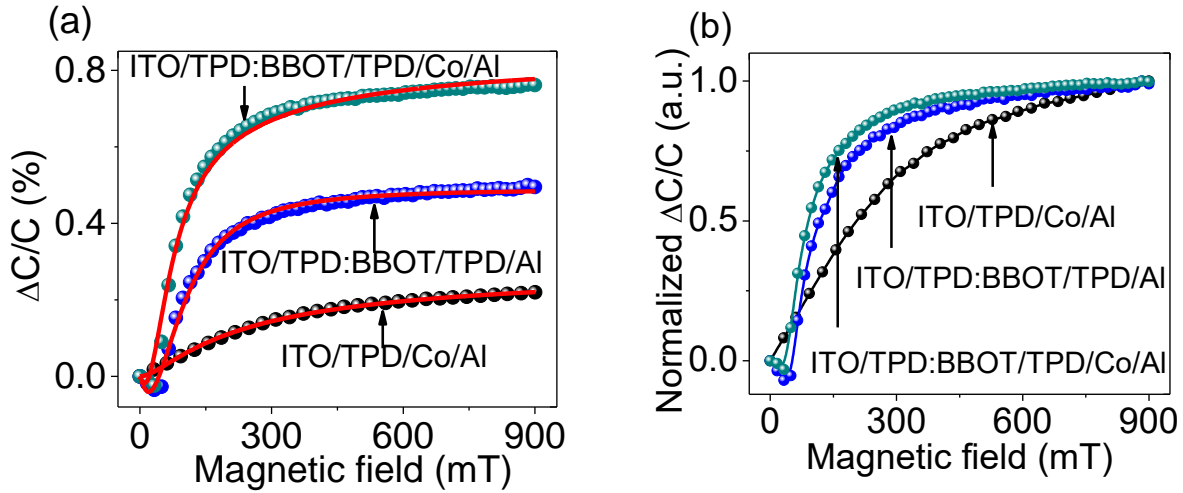 (a)
0.8
0.4
0.0
ΔC/C (%)
ITO/TPD:BBOT/TPD/Co/Al
ITO/TPD:BBOT/TPD/Al
ITO/TPD/Co/Al
0 300 600 900
Magnetic field (mT)
(b)
1.0
0.5
0.0
Normalized ΔC/C (a.u.)
ITO/TPD/Co/Al
ITO/TPD:BBOT/TPD/Al
ITO/TPD:BBOT/TPD/Co/Al
0 300 600 900
Magnetic field (mT)